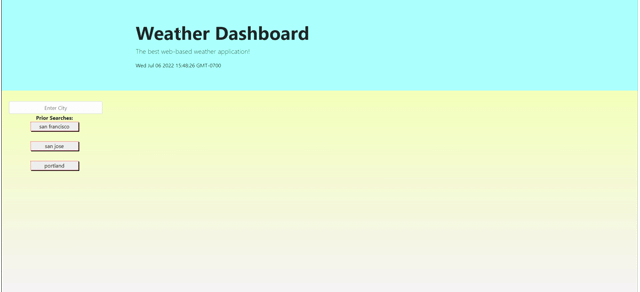 Weather Dashboard
The best web-based weather application!
Wed Jul 06 2022 15:48:26 GMT-0700
Enter City
Prior Searches:
san francisco
san jose
portland